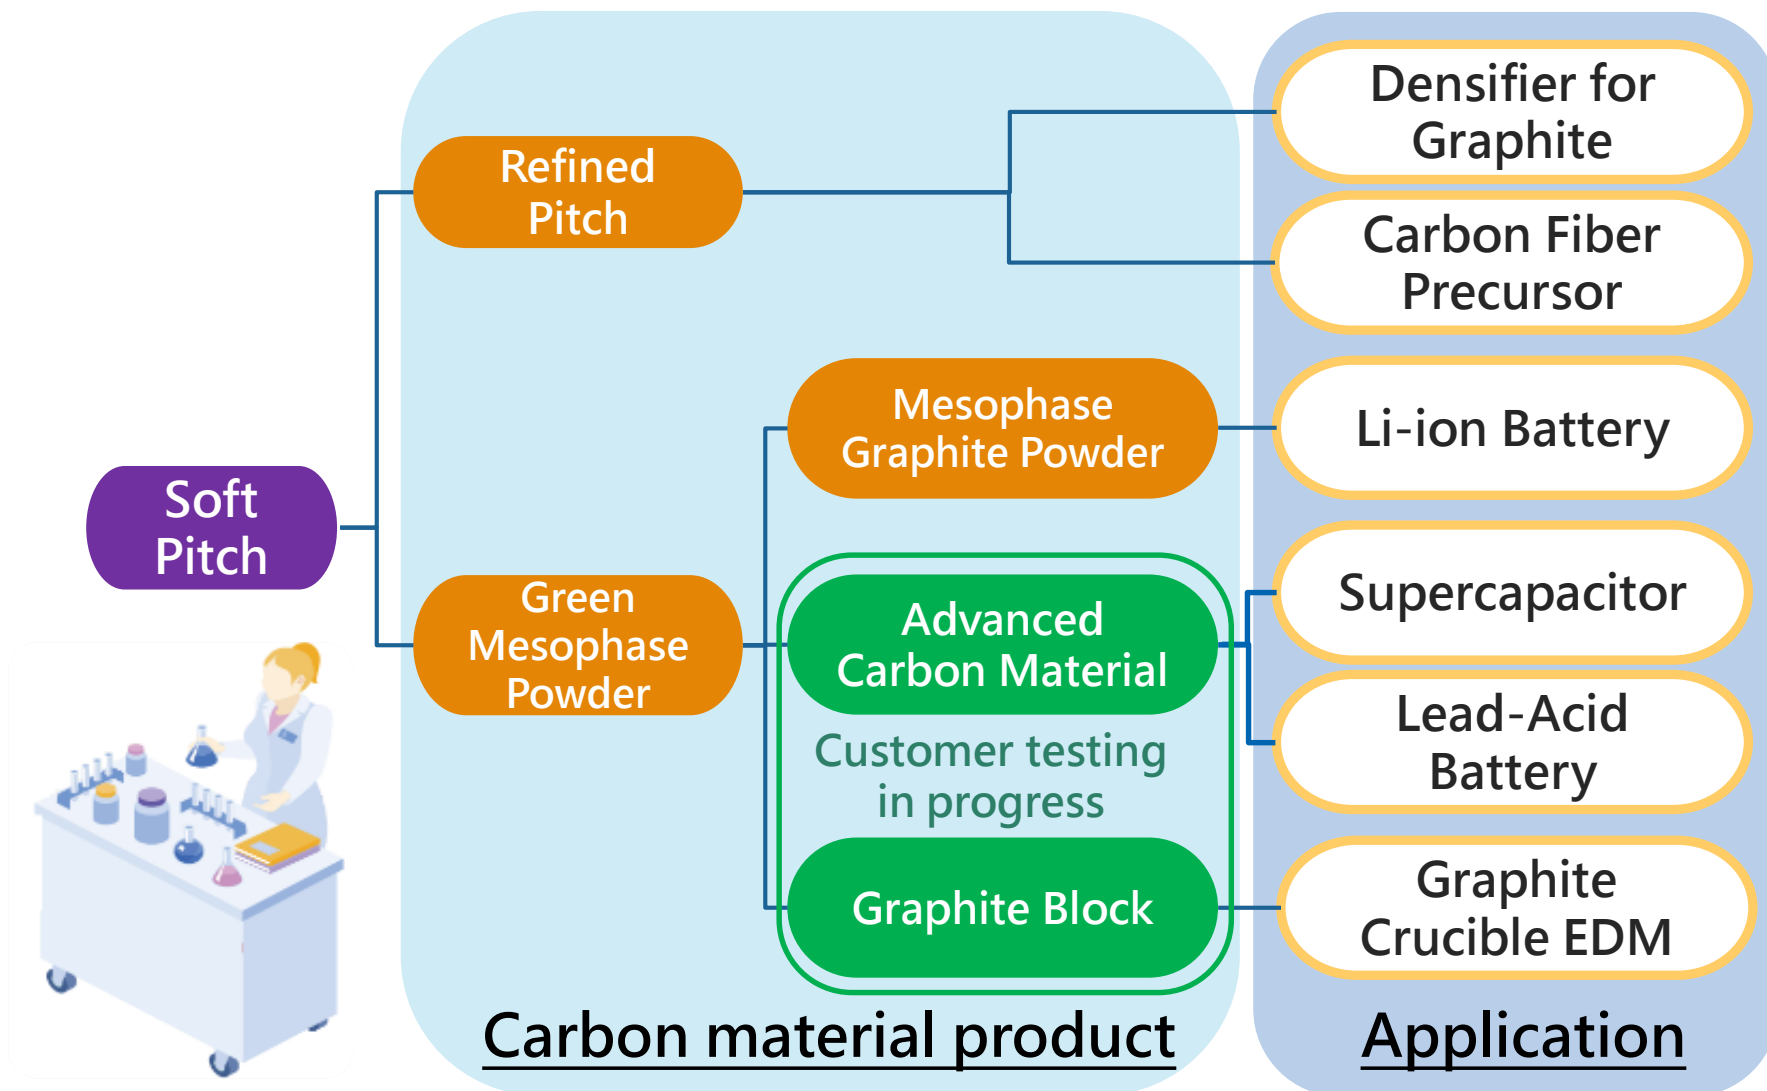 Soft
Pitch
Refined
Pitch
Green
Mesophase
Powder
Mesophase
Graphite Powder
Advanced
Carbon Material
Customer testing
in progress
Graphite Block
Carbon material product
Densifier for
Graphite
Carbon Fiber
Precursor
Li-ion Battery
Supercapacitor
Lead-Acid
Battery
Graphite
Crucible EDM
Application